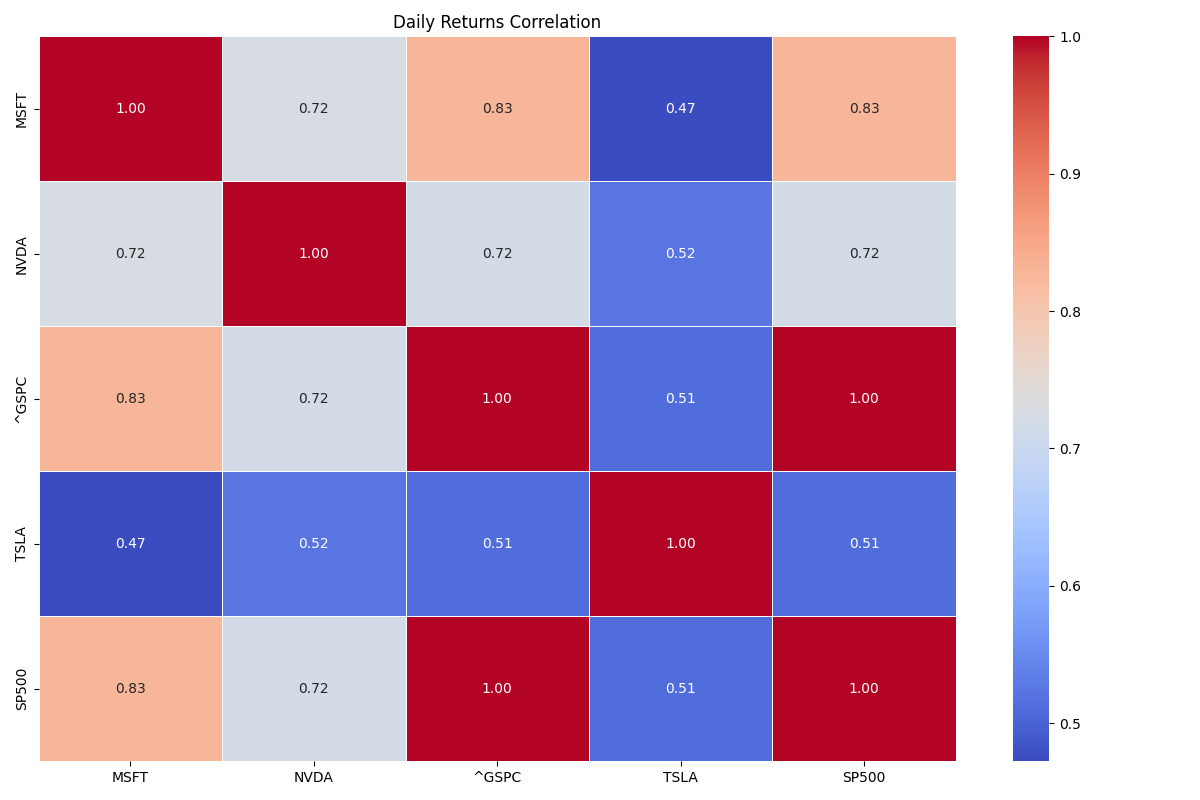 Daily Returns Correlation
MSFT 1.00 0.72 0.83 0.47 0.83
NVDA 0.72 1.00 0.72 0.52 0.72
^GSPC 0.83 0.72 1.00 0.51 1.00
TSLA 0.47 0.52 0.51 1.00 0.51
SP500 0.83 0.72 1.00 0.51 1.00
MSFT NVDA ^GSPC TSLA SP500
1.0
0.9
0.8
0.7
0.6
0.5